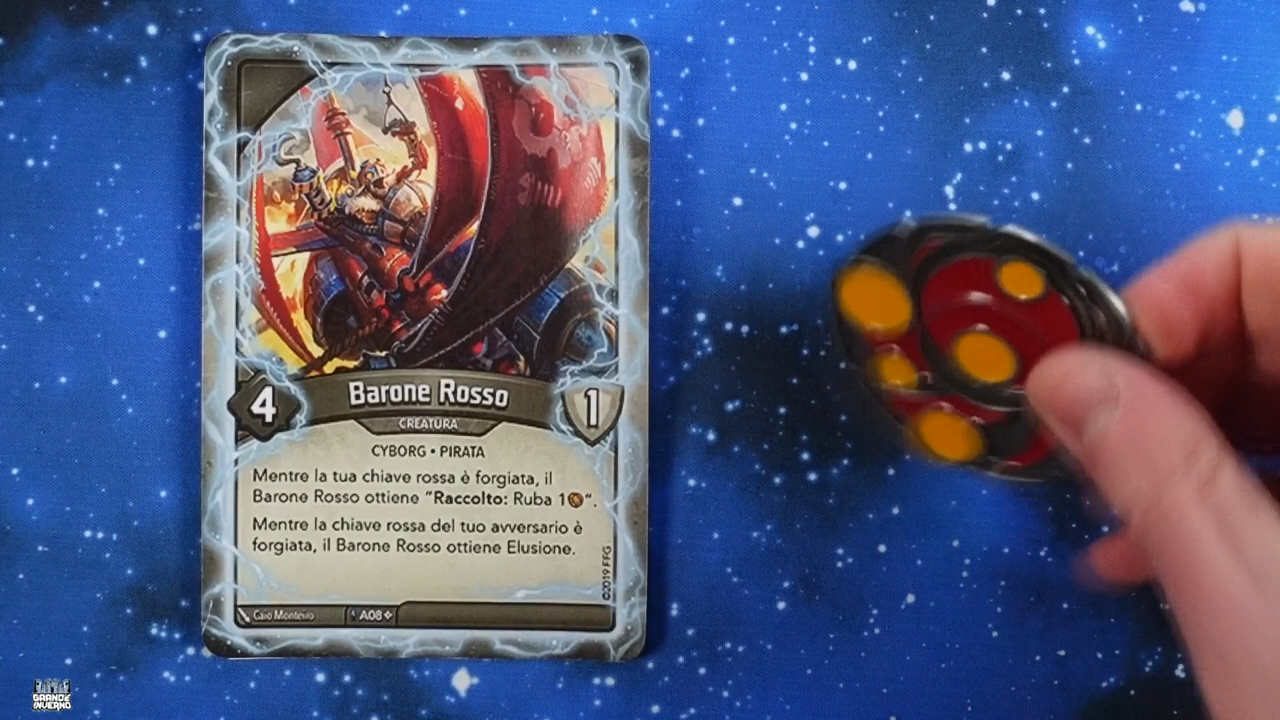 4
Barone Rosso
1
CREATURA
CYBORG • PIRATA
Mentre la tua chiave rossa è forgiata, il
Barone Rosso ottiene “Raccolto: Ruba 1”.
Mentre la chiave rossa del tuo avversario è
forgiata, il Barone Rosso ottiene Elusione.
©2019 FFG
Caio Monteiro
A08
GRANDE
INVERNO